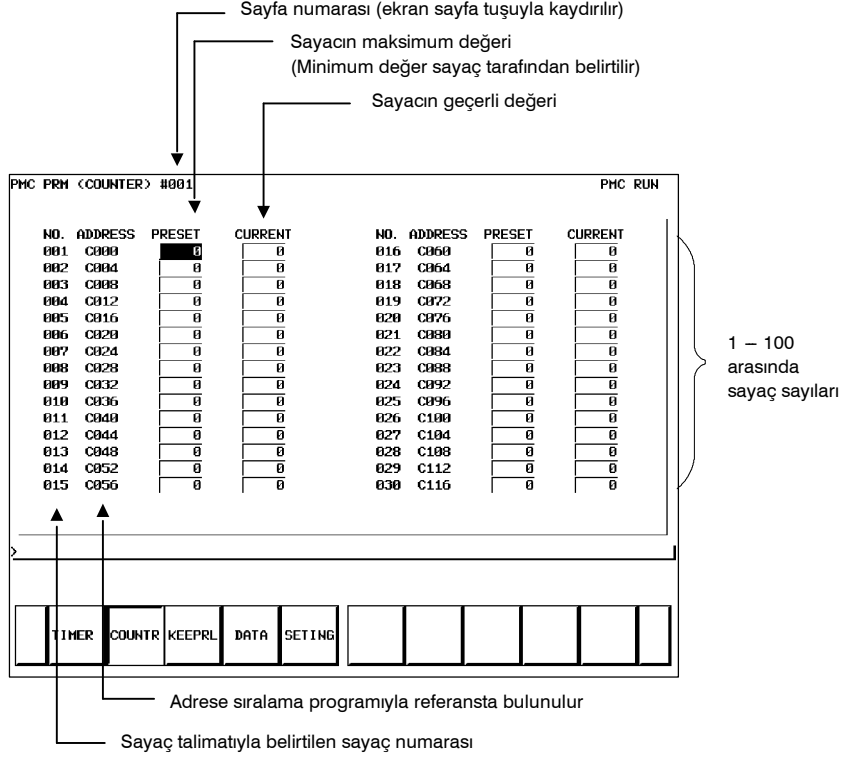 Sayfa numarası (ekran sayfa tuşuyla kaydırılır)
Sayacın maksimum değeri
(Minimum değer sayaç tarafından belirtilir)
Sayacın geçerli değeri
PMC PRM (COUNTER) #001 PMC RUN
NO. ADDRESS PRESET CURRENT NO. ADDRESS PRESET CURRENT
001 C000 0 0 016 C060 0 0
002 C004 0 0 017 C064 0 0
003 C008 0 0 018 C068 0 0
004 C012 0 0 019 C072 0 0
005 C016 0 0 020 C076 0 0
006 C020 0 0 021 C080 0 0
007 C024 0 0 022 C084 0 0
008 C028 0 0 023 C088 0 0
009 C032 0 0 024 C092 0 0
010 C036 0 0 025 C096 0 0
011 C040 0 0 026 C100 0 0
012 C044 0 0 027 C104 0 0
013 C048 0 0 028 C108 0 0
014 C052 0 0 029 C112 0 0
015 C056 0 0 030 C116 0 0
1 – 100
arasında
sayaç sayıları
>
TIMER COUNTR KEEPRL DATA SETING
Adrese sıralama programıyla referansta bulunulur
Sayaç talimatıyla belirtilen sayaç numarası